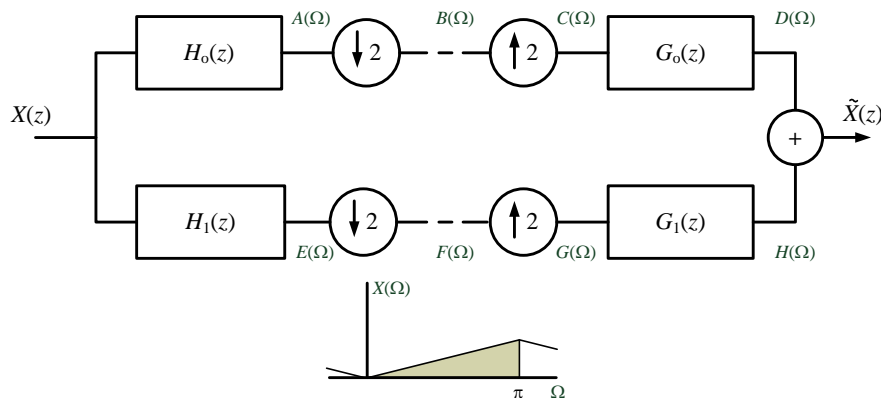 A(Ω) B(Ω) C(Ω) D(Ω)
Ho(z) ↓ 2 ↑ 2 Go(z)
X(z) X̃(z)
+
H1(z) ↓ 2 ↑ 2 G1(z)
E(Ω) F(Ω) G(Ω) H(Ω)
X(Ω)
π Ω